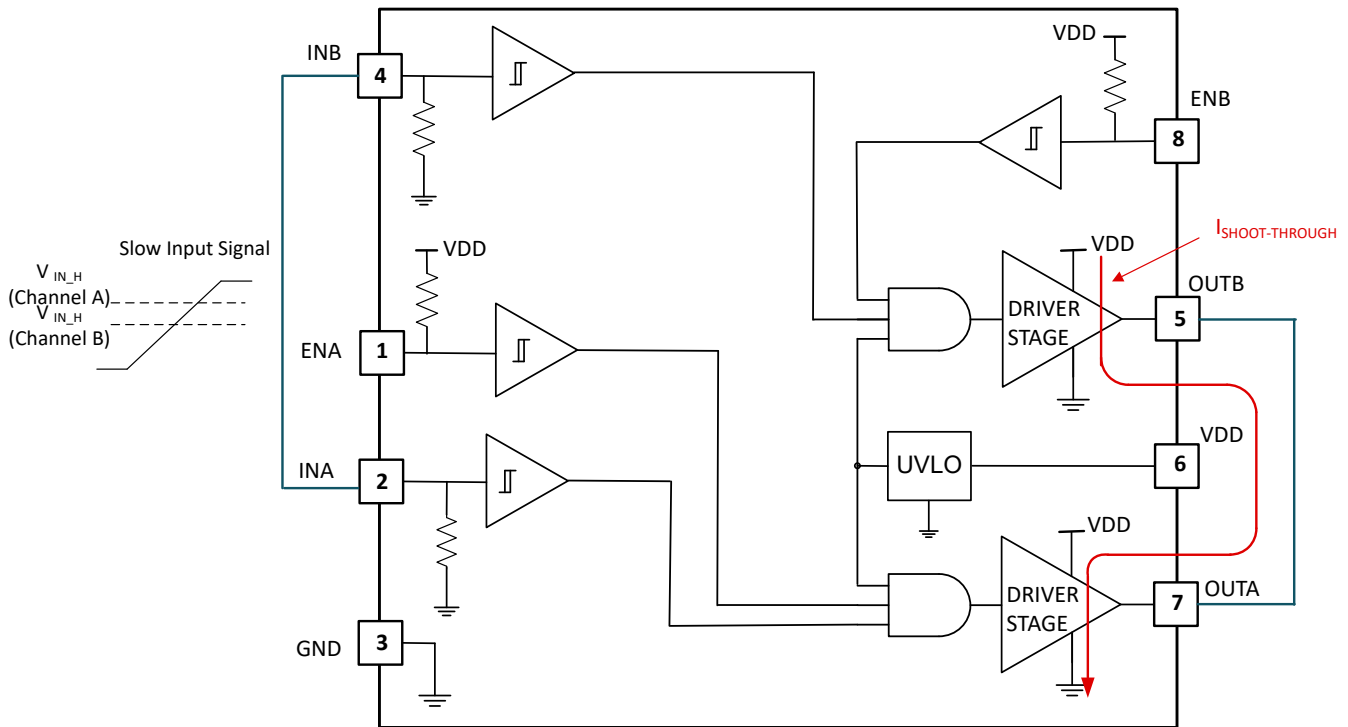 INB
4
VDD
ENB
8
Slow Input Signal
V IN_H
(Channel A)
V IN_H
(Channel B)
VDD
ENA
1
VDD
ISHOOT-THROUGH
DRIVER
STAGE
OUTB
5
INA
2
UVLO
VDD
6
VDD
DRIVER
STAGE
OUTA
7
GND
3